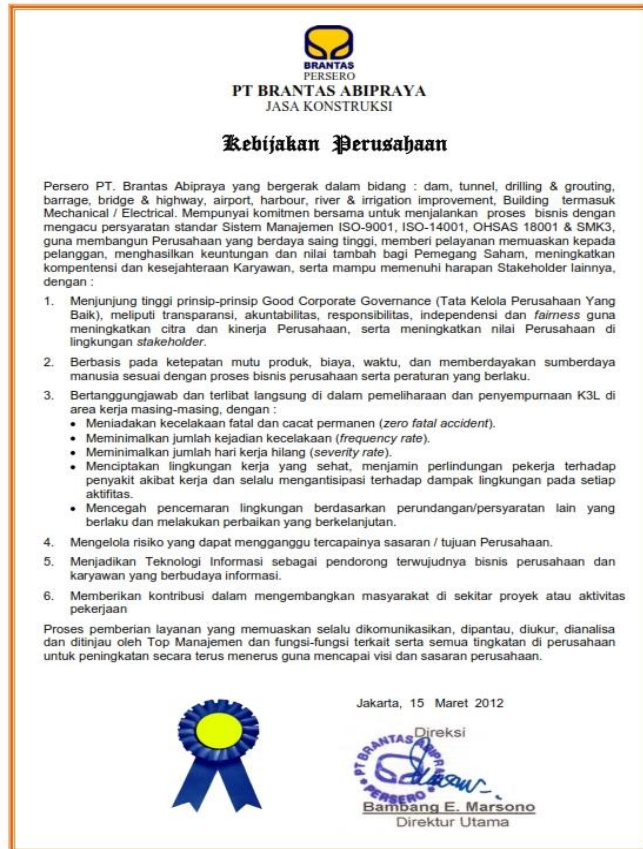 BRANTAS
PERSERO
PT BRANTAS ABIPRAYA
JASA KONSTRUKSI
Kebijakan Perusahaan
Persero PT. Brantas Abipraya yang bergerak dalam bidang : dam, tunnel, drilling & grouting,
barrage, bridge & highway, airport, harbour, river & irrigation improvement, Building termasuk
Mechanical / Electrical. Mempunyai komitmen bersama untuk menjalankan proses bisnis dengan
mengacu persyaratan standar Sistem Manajemen ISO-9001, ISO-14001, OHSAS 18001 & SMK3,
guna membangun Perusahaan yang berdaya saing tinggi, memberi pelayanan memuaskan kepada
pelanggan, menghasilkan keuntungan dan nilai tambah bagi Pemegang Saham, meningkatkan
kompentensi dan kesejahteraan Karyawan, serta mampu memenuhi harapan Stakeholder lainnya,
dengan :
1. Menjunjung tinggi prinsip-prinsip Good Corporate Governance (Tata Kelola Perusahaan Yang
Baik), meliputi transparansi, akuntabilitas, responsibilitas, independensi dan fairness guna
meningkatkan citra dan kinerja Perusahaan, serta meningkatkan nilai Perusahaan di
lingkungan stakeholder.
2. Berbasis pada ketepatan mutu produk, biaya, waktu, dan memberdayakan sumberdaya
manusia sesuai dengan proses bisnis perusahaan serta peraturan yang berlaku.
3. Bertanggungjawab dan terlibat langsung di dalam pemeliharaan dan penyempurnaan K3L di
area kerja masing-masing, dengan :
• Meniadakan kecelakaan fatal dan cacat permanen (zero fatal accident).
• Meminimalkan jumlah kejadian kecelakaan (frequency rate).
• Meminimalkan jumlah hari kerja hilang (severity rate).
• Menciptakan lingkungan kerja yang sehat, menjamin perlindungan pekerja terhadap
penyakit akibat kerja dan selalu mengantisipasi terhadap dampak lingkungan pada setiap
aktifitas.
• Mencegah pencemaran lingkungan berdasarkan perundangan/persyaratan lain yang
berlaku dan melakukan perbaikan yang berkelanjutan.
4. Mengelola risiko yang dapat mengganggu tercapainya sasaran / tujuan Perusahaan.
5. Menjadikan Teknologi Informasi sebagai pendorong terwujudnya bisnis perusahaan dan
karyawan yang berbudaya informasi.
6. Memberikan kontribusi dalam mengembangkan masyarakat di sekitar proyek atau aktivitas
pekerjaan
Proses pemberian layanan yang memuaskan selalu dikomunikasikan, dipantau, diukur, dianalisa
dan ditinjau oleh Top Manajemen dan fungsi-fungsi terkait serta semua tingkatan di perusahaan
untuk peningkatan secara terus menerus guna mencapai visi dan sasaran perusahaan.
Jakarta, 15 Maret 2012
Direksi
PT BRANTAS ABIPRAYA
PERSERO
Bambang E. Marsono
Direktur Utama